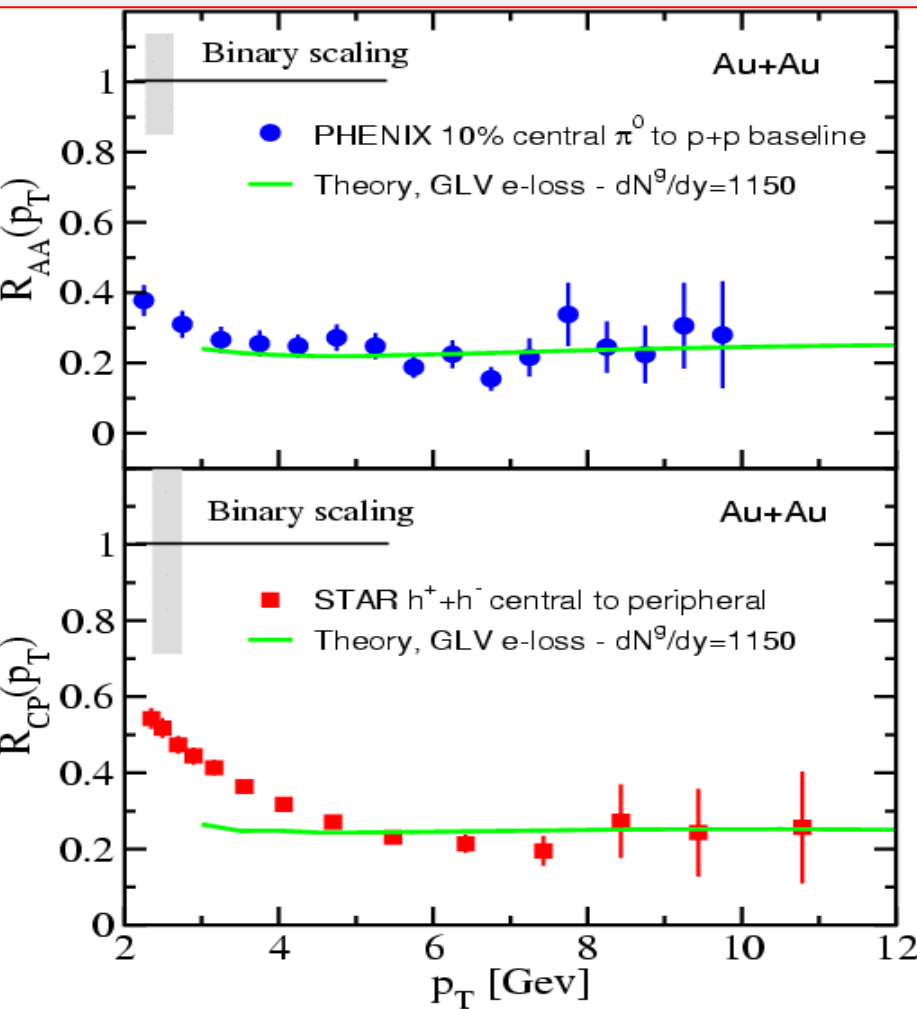 Binary scaling
Au+Au
PHENIX 10% central π⁰ to p+p baseline
Theory, GLV e-loss - dNᵍ/dy=1150
R_AA(p_T)
1
0.8
0.6
0.4
0.2
0
Binary scaling
Au+Au
STAR h⁺+h⁻ central to peripheral
Theory, GLV e-loss - dNᵍ/dy=1150
R_CP(p_T)
1
0.8
0.6
0.4
0.2
0
2 4 6 8 10 12
p_T [Gev]